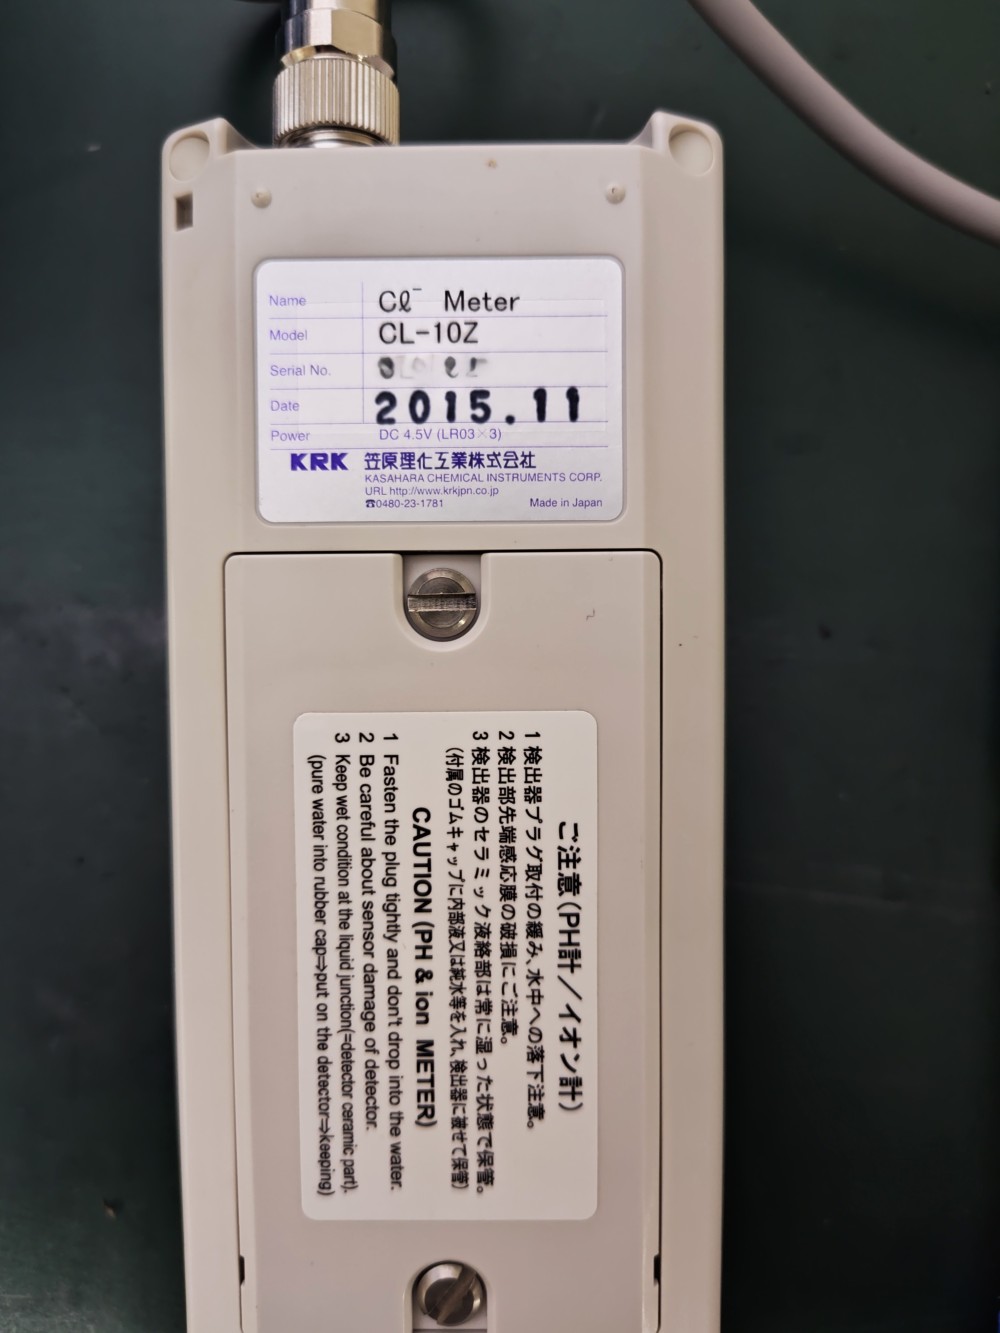 Name Cℓ⁻ Meter
Model CL-10Z
Serial No.
Date 2015.11
Power DC 4.5V (LR03×3)
KRK 笠原理化工業株式会社
KASAHARA CHEMICAL INSTRUMENTS CORP.
URL http://www.krkjpn.co.jp
☎0480-23-1781 Made in Japan
ご注意(PH計／イオン計)
1 検出器プラグ取付の緩み、水中への落下注意。
2 検出部先端感応膜の破損にご注意。
3 検出器のセラミック液絡部は常に湿った状態で保管。
(付属のゴムキャップに内部液又は純水等を入れ、検出器に被せて保管)
CAUTION (PH & ion METER)
1 Fasten the plug tightly and don't drop into the water.
2 Be careful about sensor damage of detector.
3 Keep wet condition at the liquid junction(=detector ceramic part).
(pure water into rubber cap⇒put on the detector⇒keeping)